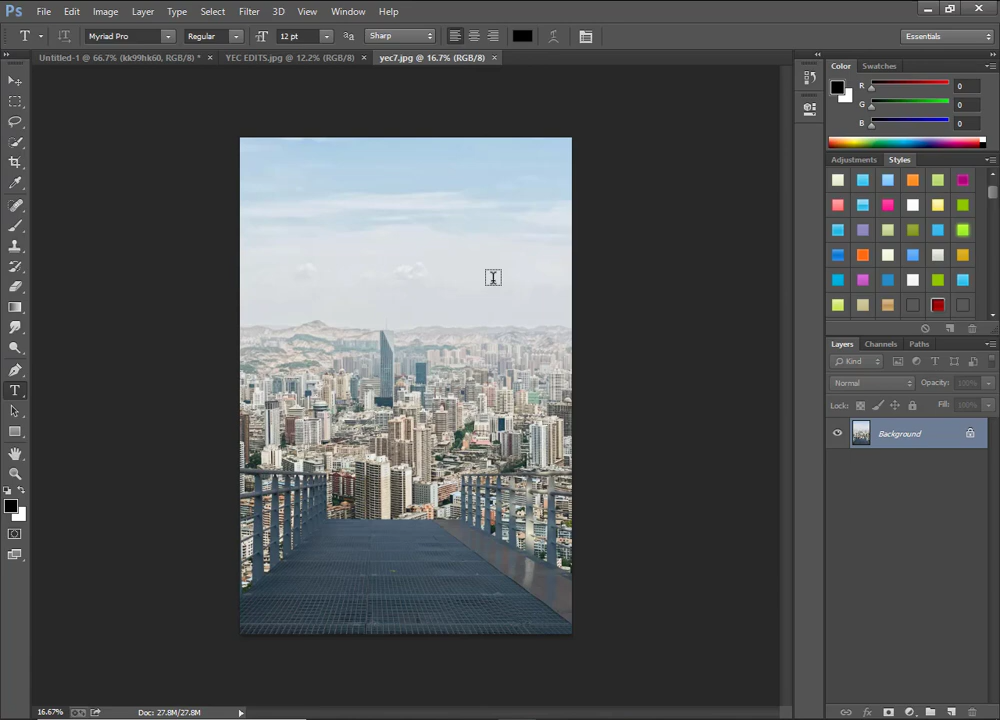 Ps File Edit Image Layer Type Select Filter 3D View Window Help
T Myriad Pro Regular T 12 pt aa Sharp Essentials
Untitled-1 @ 66.7% (kk99hk60, RGB/8) * × YEC EDITS.jpg @ 12.2% (RGB/8) × yec7.jpg @ 16.7% (RGB/8) ×
Color Swatches
R 0
G 0
B 0
Adjustments Styles
Layers Channels Paths
Kind T
Normal Opacity: 100%
Lock: Fill: 100%
Background
T
16.67% Doc: 27.8M/27.8M
fx